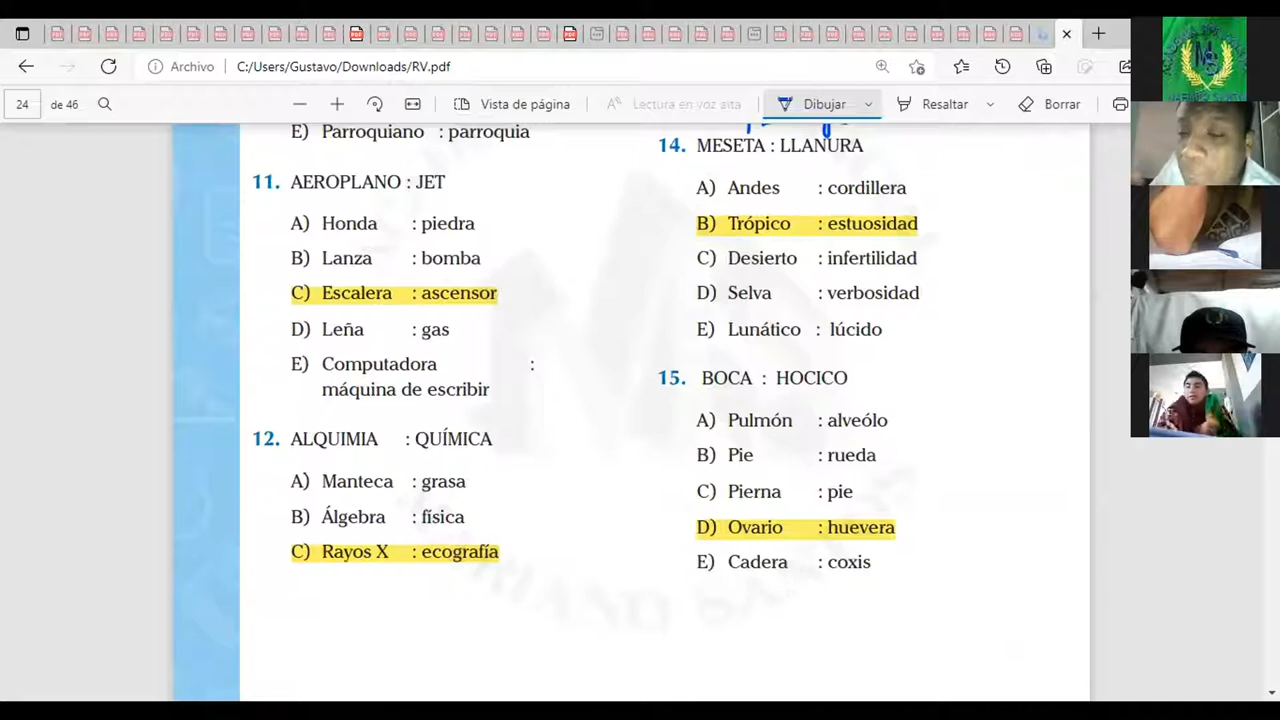 Archivo
C:/Users/Gustavo/Downloads/RV.pdf
24
de 46
Vista de página
Lectura en voz alta
Dibujar
Resaltar
Borrar
E) Parroquiano : parroquia
11. AEROPLANO : JET
A) Honda : piedra
B) Lanza : bomba
C) Escalera : ascensor
D) Leña : gas
E) Computadora :
máquina de escribir
12. ALQUIMIA : QUÍMICA
A) Manteca : grasa
B) Álgebra : física
C) Rayos X : ecografía
14. MESETA : LLANURA
A) Andes : cordillera
B) Trópico : estuosidad
C) Desierto : infertilidad
D) Selva : verbosidad
E) Lunático : lúcido
15. BOCA : HOCICO
A) Pulmón : alveólo
B) Pie : rueda
C) Pierna : pie
D) Ovario : huevera
E) Cadera : coxis